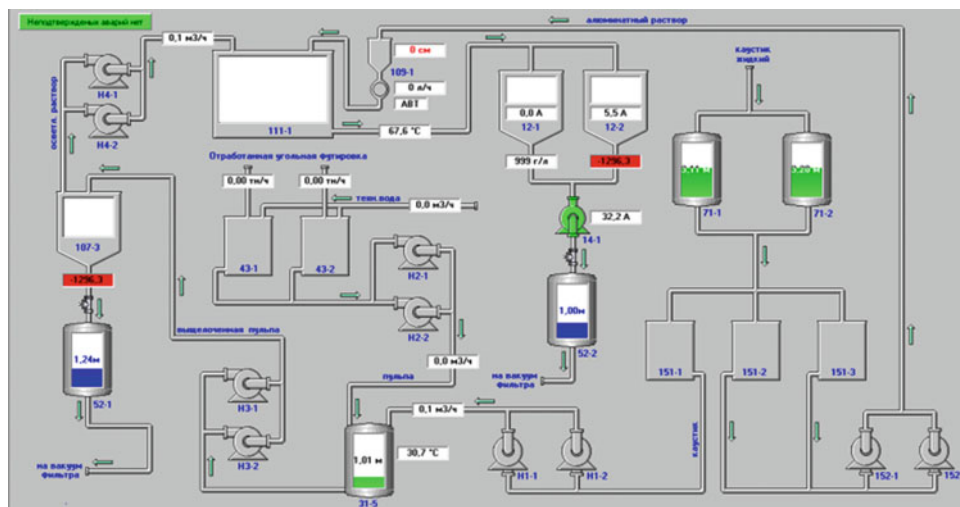 Неподтвержденых аварий нет
алюминатный раствор
0,1 м3/ч
0 см
109-1
0 л/ч
АВТ
Н4-1
Н4-2
осветл. раствор
111-1
67,6 °C
0,0 А
12-1
5,5 А
12-2
999 г/л
-1296,3
каустик
жидкий
71-1
3,20 м
71-2
Отработанная угольная футировка
0,00 тн/ч
0,00 тн/ч
техн.вода
0,0 м3/ч
107-3
-1296,3
43-1
43-2
Н2-1
Н2-2
14-1
32,2 А
1,00м
52-2
на вакуум
фильтра
1,24м
52-1
выщелоченная пульпа
0,0 м3/ч
пульпа
151-1
151-2
151-3
Н3-1
Н3-2
0,1 м3/ч
каустик
на вакуум
фильтра
1,01 м
31-5
30,7 °C
Н1-1
Н1-2
152-1
152